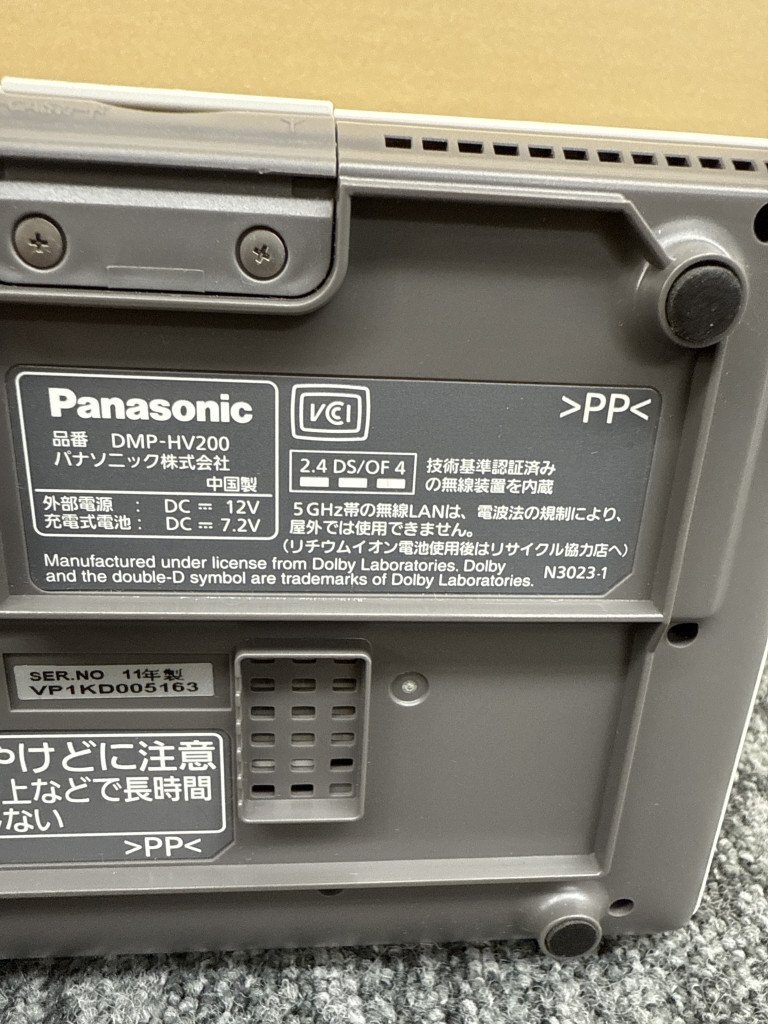 Panasonic
品番 DMP-HV200
パナソニック株式会社
中国製
外部電源 : DC ⎓ 12V
充電式電池 : DC ⎓ 7.2V
VCI
>PP<
2.4 DS/OF 4
技術基準認証済み
の無線装置を内蔵
5GHz帯の無線LANは、電波法の規制により、
屋外では使用できません。
(リチウムイオン電池使用後はリサイクル協力店へ)
Manufactured under license from Dolby Laboratories. Dolby
and the double-D symbol are trademarks of Dolby Laboratories.
N3023-1
SER.NO 11年製
VP1KD005163
やけどに注意
上などで長時間
しない
>PP<